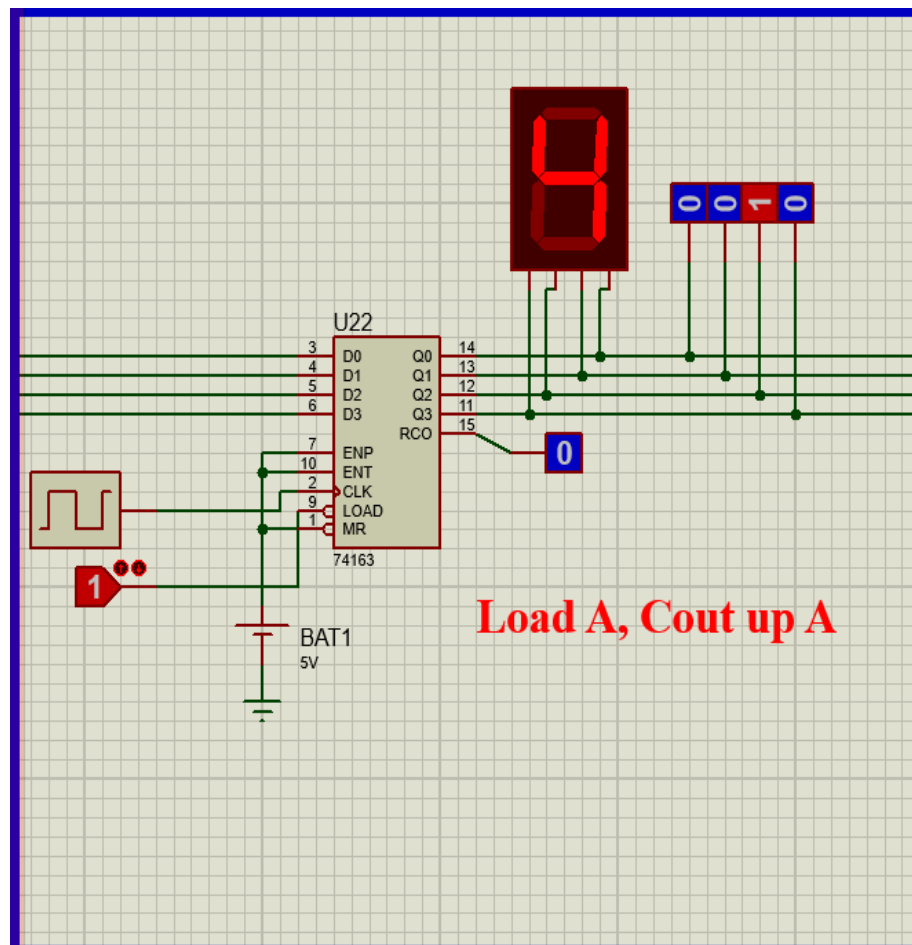 4
0 0 1 0
U22
3 D0 Q0 14
4 D1 Q1 13
5 D2 Q2 12
6 D3 Q3 11
RCO 15
7 ENP
0
10 ENT
2 CLK
9 LOAD
1 MR
74163
1
Load A, Cout up A
BAT1
5V